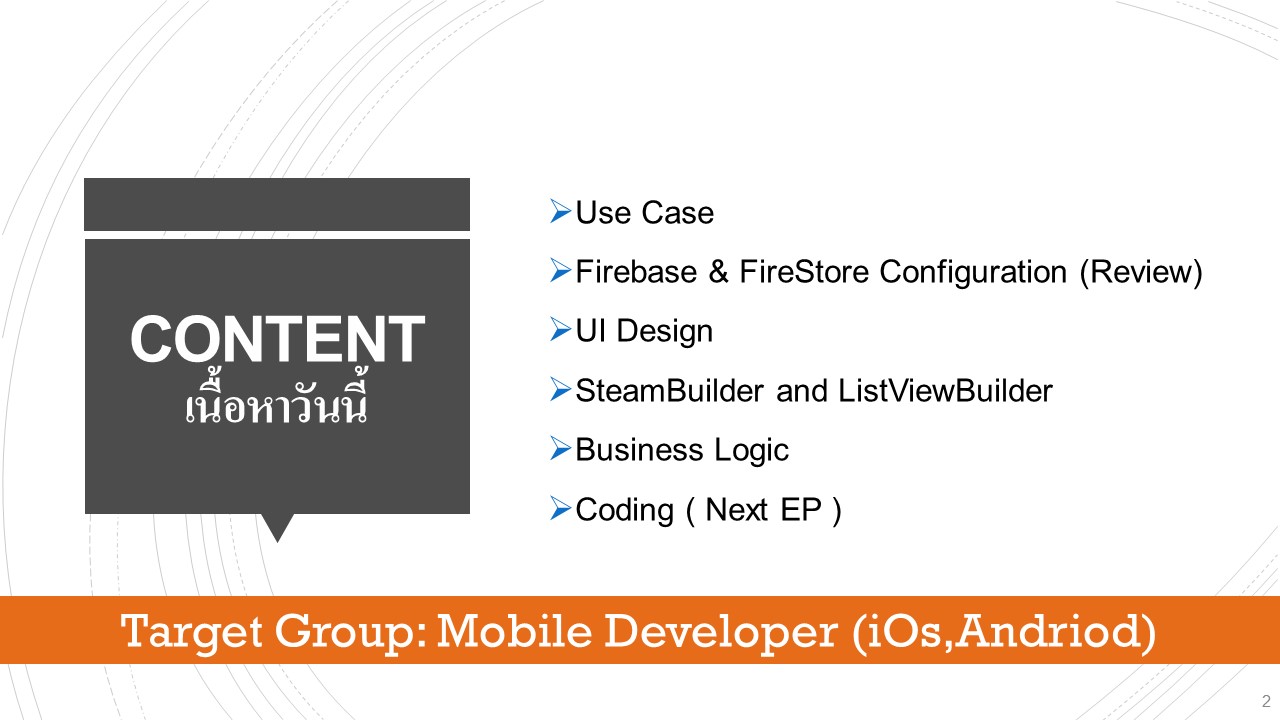 CONTENT
เนื้อหาวันนี้
Use Case
Firebase & FireStore Configuration (Review)
UI Design
SteamBuilder and ListViewBuilder
Business Logic
Coding ( Next EP )
Target Group: Mobile Developer (iOs,Andriod)
2